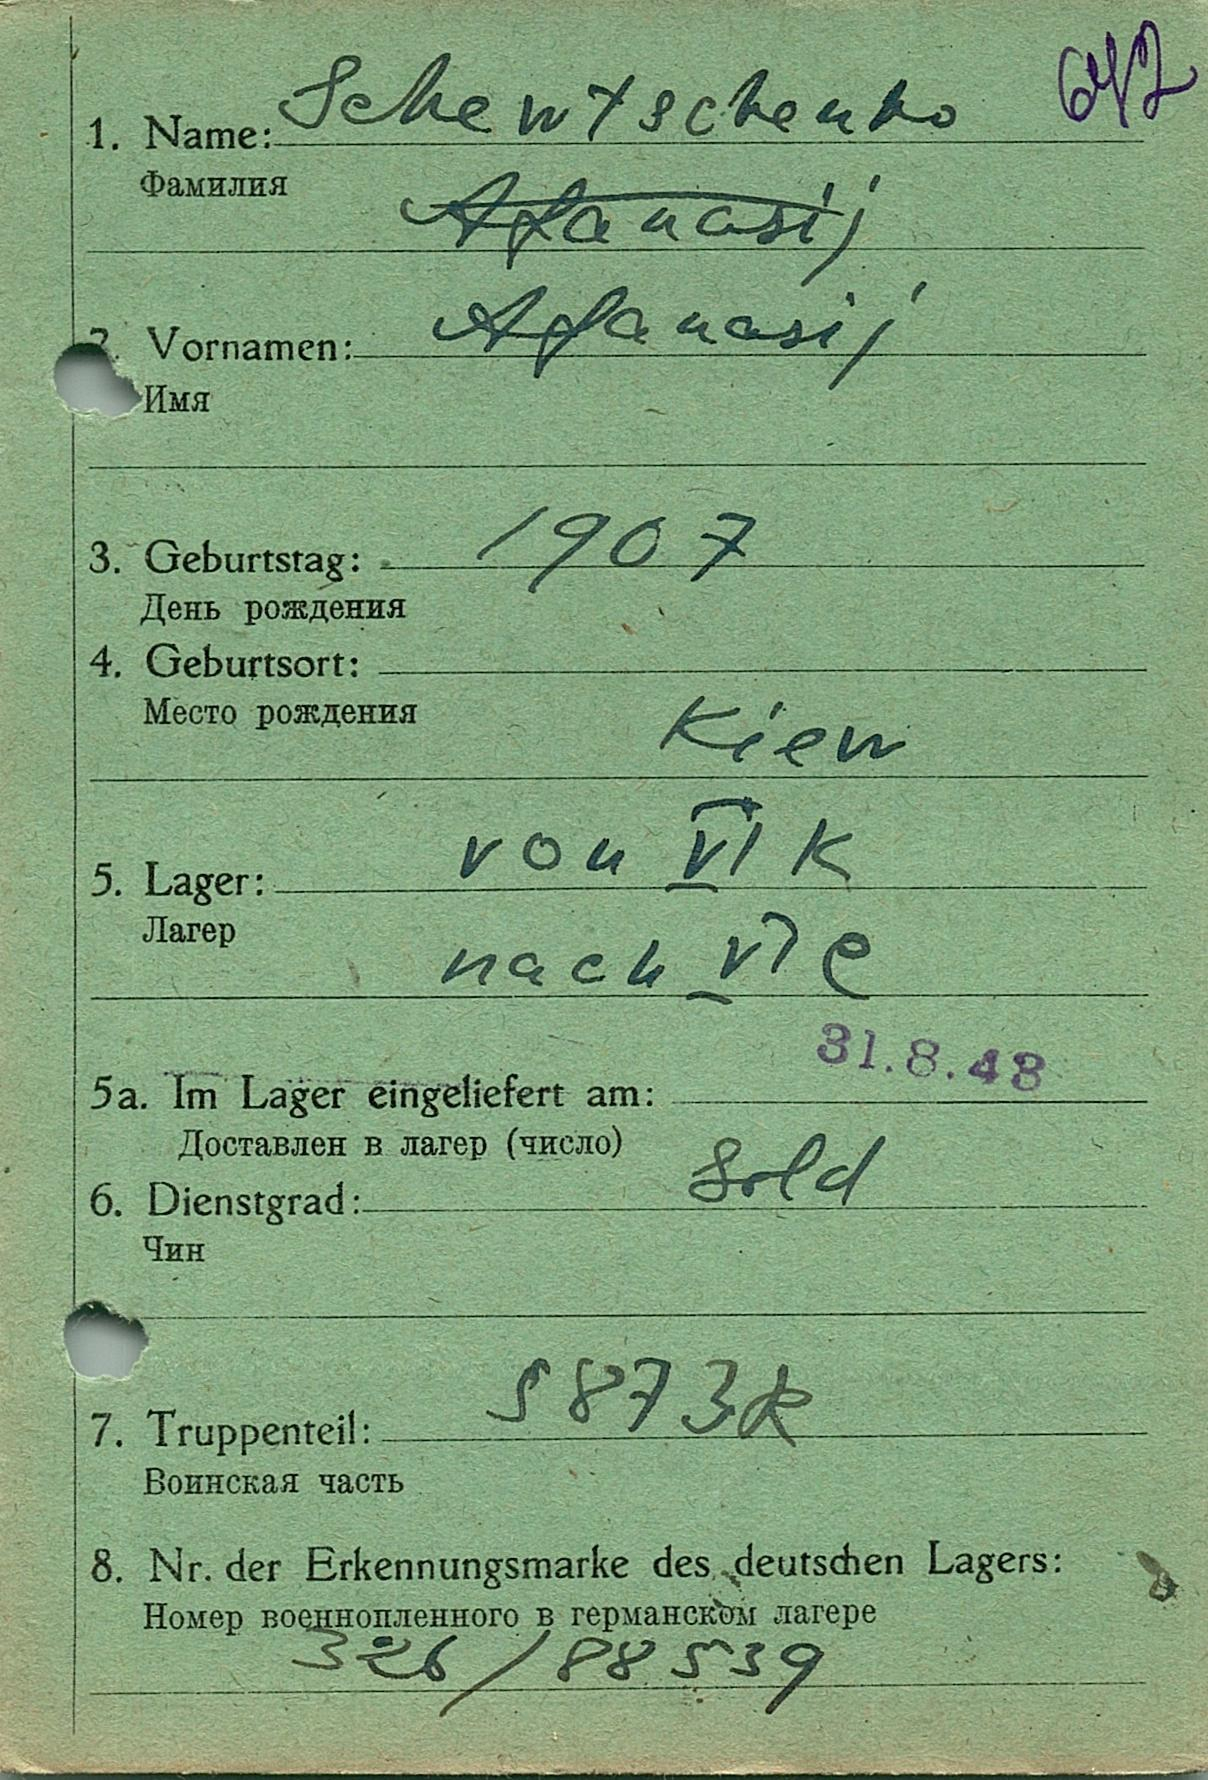 642
1. Name: Schewtschenko
Фамилия
Afanasij
2. Vornamen: Afanasij
Имя
3. Geburtstag: 1907
День рождения
4. Geburtsort:
Место рождения
Kiew
5. Lager: von VI K
Лагер
nach VI C
5a. Im Lager eingeliefert am: 31.8.43
Доставлен в лагер (число)
6. Dienstgrad: Sold
Чин
7. Truppenteil: 5873R
Воинская часть
8. Nr. der Erkennungsmarke des deutschen Lagers:
Номер военнопленного в германском лагере
326/88539